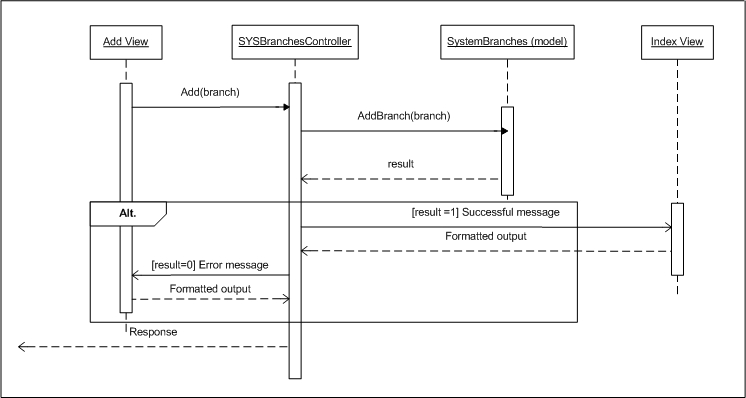 Add View
SYSBranchesController
SystemBranches (model)
Index View
Add(branch)
AddBranch(branch)
result
Alt.
[result =1] Successful message
Formatted output
[result=0] Error message
Formatted output
Response